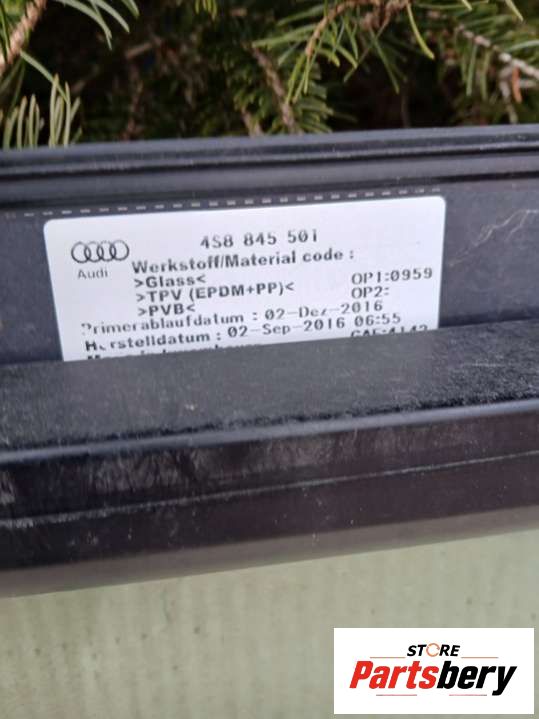 4S8 845 501
Audi
Werkstoff/Material code :
>Glass< OP1:0959
>TPV (EPDM+PP)< OP2:
>PVB<
Primerablaufdatum : 02-Dez-2016
Herstelldatum : 02-Sep-2016 06:55
STORE
Partsbery